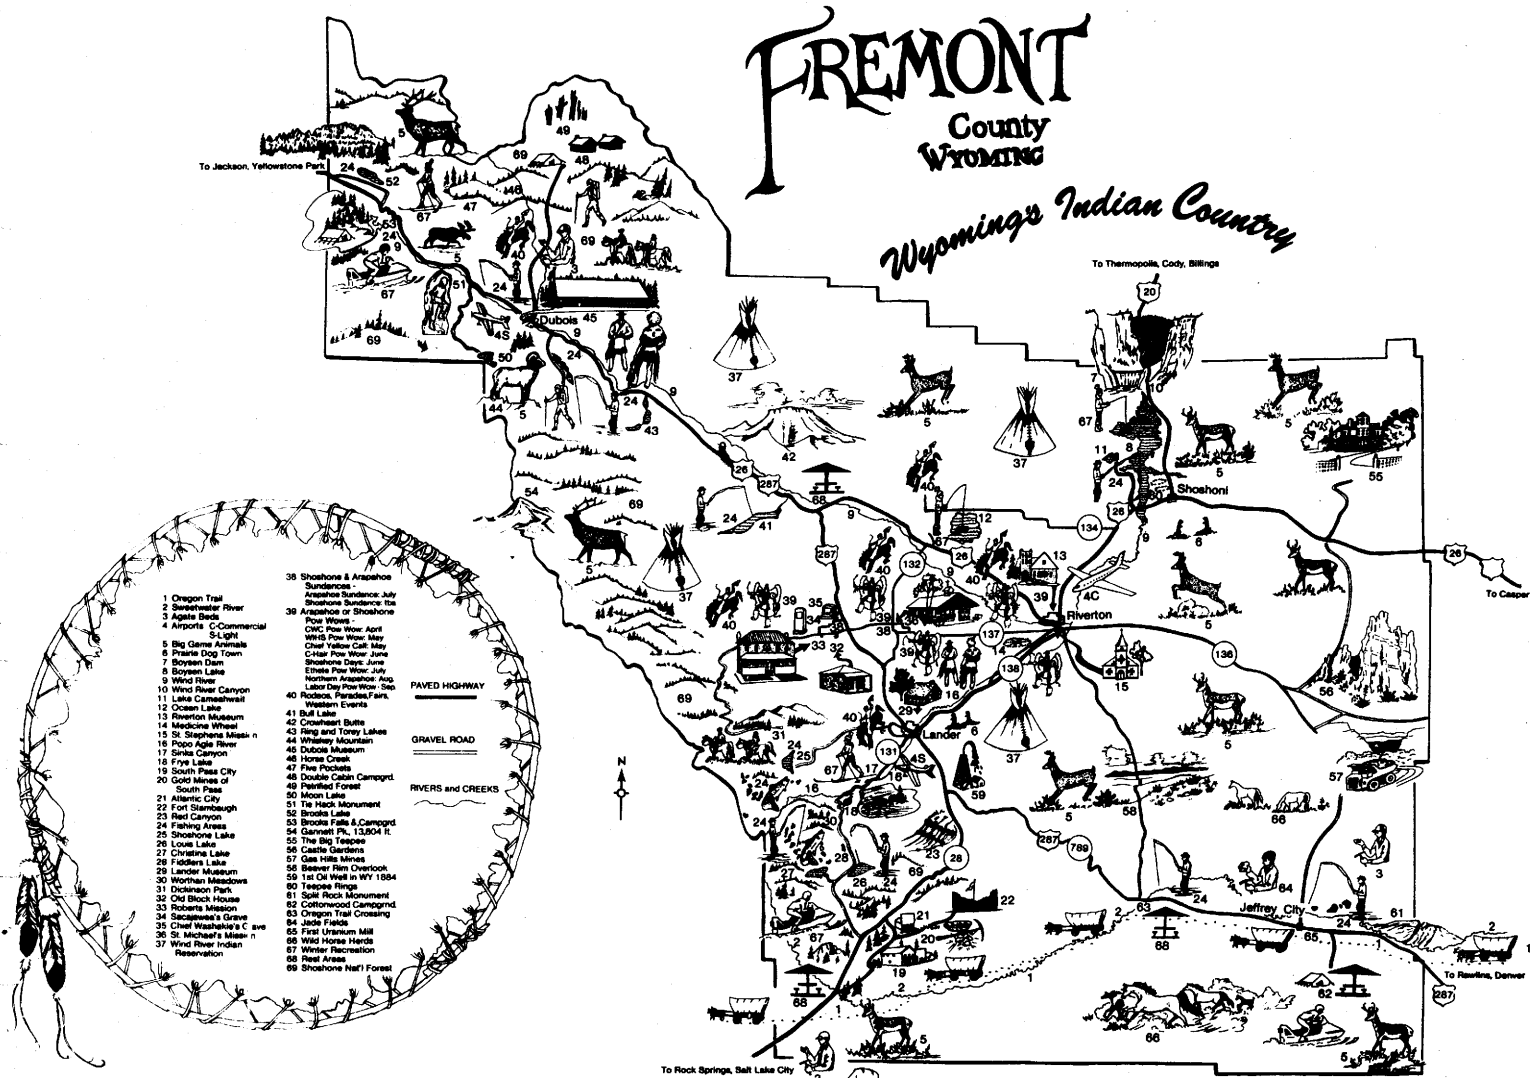 FREMONT
County
WYOMING
Wyoming's Indian Country
To Thermopolis, Cody, Billings
To Jackson, Yellowstone Park
Dubois
Shoshoni
Riverton
Lander
Jeffrey City
To Casper
To Rawlins, Denver
To Rock Springs, Salt Lake City
N
1 Oregon Trail
2 Sweetwater River
3 Agate Beds
4 Airports C-Commercial
S-Light
5 Big Game Animals
6 Prairie Dog Town
7 Boysen Dam
8 Boysen Lake
9 Wind River
10 Wind River Canyon
11 Lake Cameahwait
12 Ocean Lake
13 Riverton Museum
14 Medicine Wheel
15 St. Stephens Mission
16 Popo Agie River
17 Sinks Canyon
18 Frye Lake
19 South Pass City
20 Gold Mines of
South Pass
21 Atlantic City
22 Fort Stambaugh
23 Red Canyon
24 Fishing Areas
25 Shoshone Lake
26 Louis Lake
27 Christina Lake
28 Fiddlers Lake
29 Lander Museum
30 Worthan Meadows
31 Dickinson Park
32 Old Block House
33 Roberts Mission
34 Sacajawea's Grave
35 Chief Washakie's Grave
36 St. Michael's Mission
37 Wind River Indian
Reservation
38 Shoshone & Arapahoe
Sundances -
Arapahoe Sundance: July
Shoshone Sundance: tba
39 Arapahoe or Shoshone
Pow Wows -
CWC Pow Wow: April
WIHS Pow Wow: May
Chief Yellow Calf: May
C-Hair Pow Wow: June
Shoshone Days: June
Ethete Pow Wow: July
Northern Arapahoe: Aug.
Labor Day Pow Wow - Sep.
40 Rodeos, Parades, Fairs,
Western Events
41 Bull Lake
42 Crowheart Butte
43 Ring and Torey Lakes
44 Whiskey Mountain
45 Dubois Museum
46 Horse Creek
47 Five Pockets
48 Double Cabin Campgrd.
49 Petrified Forest
50 Moon Lake
51 Tie Hack Monument
52 Brooks Lake
53 Brooks Falls & Campgrd.
54 Gannett Pk., 13,804 ft.
55 The Big Teepee
56 Castle Gardens
57 Gas Hills Mines
58 Beaver Rim Overlook
59 1st Oil Well in WY 1884
60 Teepee Rings
61 Split Rock Monument
62 Cottonwood Campgrnd.
63 Oregon Trail Crossing
64 Jade Fields
65 First Uranium Mill
66 Wild Horse Herds
67 Winter Recreation
68 Rest Areas
69 Shoshone Nat'l Forest
PAVED HIGHWAY
GRAVEL ROAD
RIVERS and CREEKS